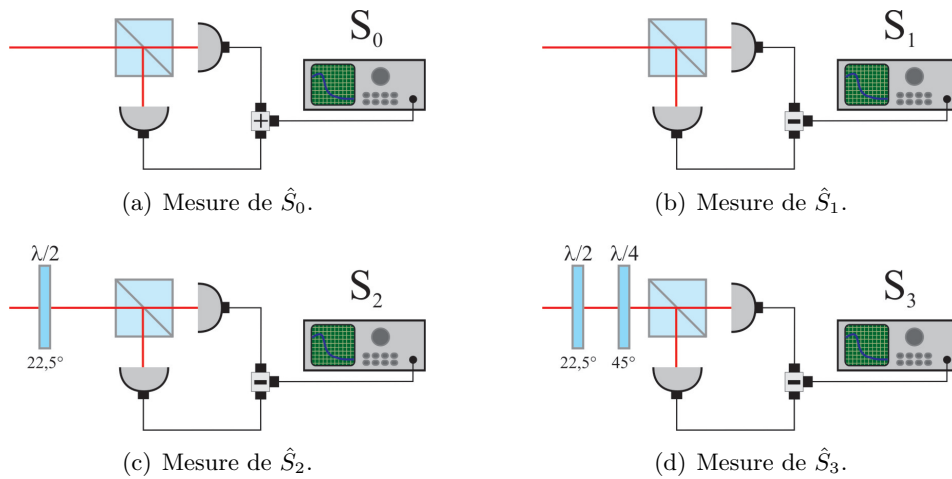 S₀
+
(a) Mesure de Ŝ₀.
S₁
−
(b) Mesure de Ŝ₁.
λ/2
22,5°
S₂
−
(c) Mesure de Ŝ₂.
λ/2 λ/4
22,5° 45°
S₃
−
(d) Mesure de Ŝ₃.